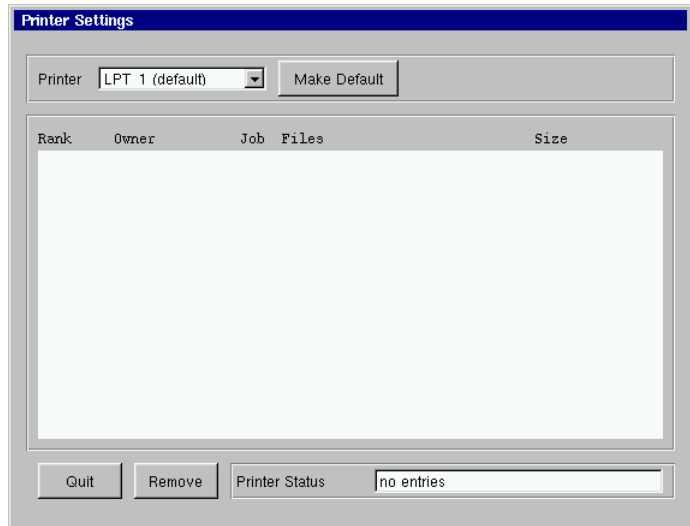 Printer Settings
Printer LPT 1 (default) Make Default
Rank Owner Job Files Size
Quit Remove Printer Status no entries